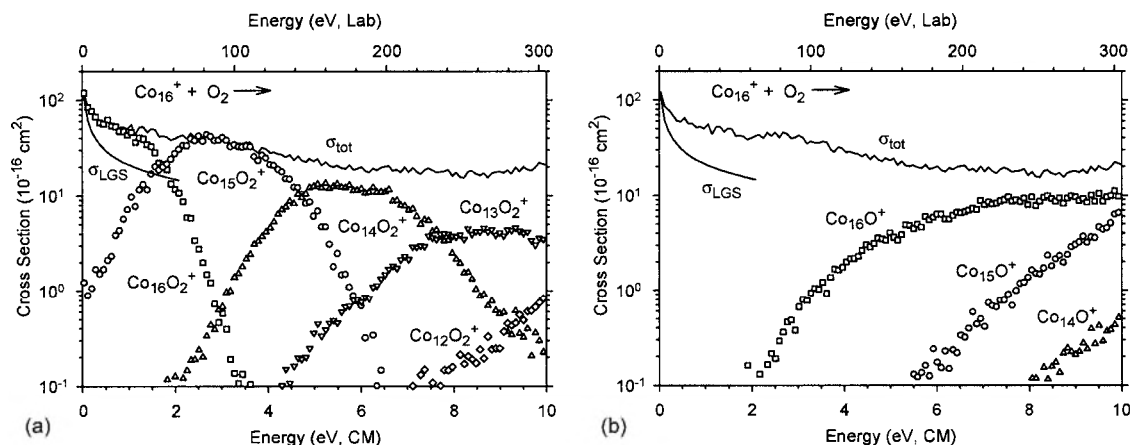 Energy (eV, Lab)
0 100 200 300
Co₁₆⁺ + O₂
σtot
σLGS
Co₁₅O₂⁺
Co₁₃O₂⁺
Co₁₄O₂⁺
Co₁₆O₂⁺
Co₁₂O₂⁺
Cross Section (10⁻¹⁶ cm²)
10²
10¹
10⁰
10⁻¹
0 2 4 6 8 10
Energy (eV, CM)
(a)
Energy (eV, Lab)
0 100 200 300
Co₁₆⁺ + O₂
σtot
σLGS
Co₁₆O⁺
Co₁₅O⁺
Co₁₄O⁺
Cross Section (10⁻¹⁶ cm²)
10²
10¹
10⁰
10⁻¹
0 2 4 6 8 10
Energy (eV, CM)
(b)